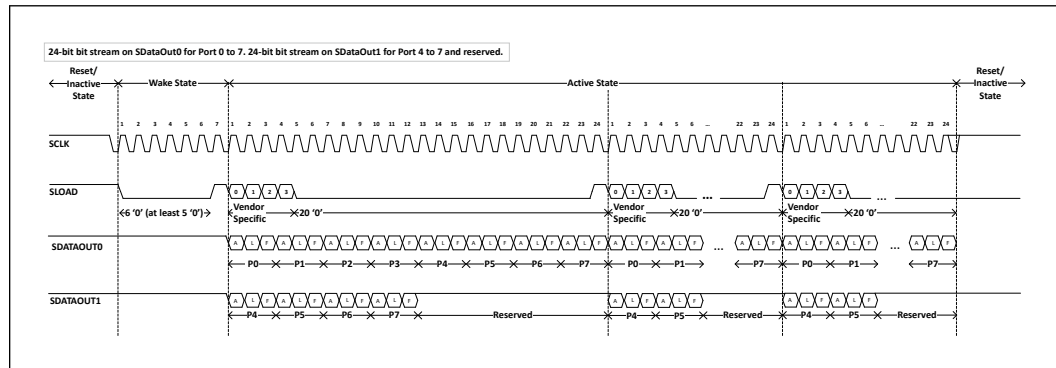 24-bit bit stream on SDataOut0 for Port 0 to 7. 24-bit bit stream on SDataOut1 for Port 4 to 7 and reserved.
Reset/ Inactive State
Wake State
Active State
Reset/ Inactive State
1 2 3 4 5 6 7 1 2 3 4 5 6 7 8 9 10 11 12 13 14 15 16 17 18 19 20 21 22 23 24 1 2 3 4 5 6 ... 22 23 24 1 2 3 4 5 6 ... 22 23 24
SCLK
SLOAD 0 1 2 3 0 1 2 3 ... 0 1 2 3 ...
6 '0' (at least 5 '0') Vendor Specific 20 '0' Vendor Specific 20 '0' Vendor Specific 20 '0'
SDATAOUT0 A L F A L F A L F A L F A L F A L F A L F A L F A L F A L F ... A L F A L F A L F ... A L F
P0 P1 P2 P3 P4 P5 P6 P7 P0 P1 P7 P0 P1 P7
SDATAOUT1 A L F A L F A L F A L F A L F A L F A L F A L F
P4 P5 P6 P7 Reserved P4 P5 Reserved P4 P5 Reserved